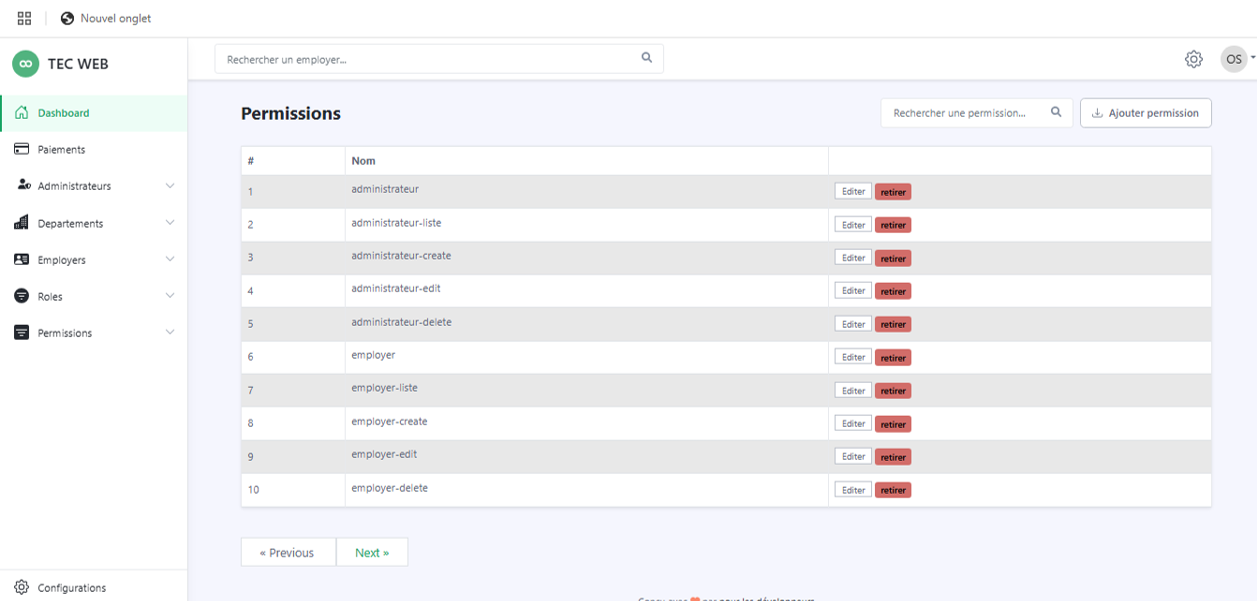 Nouvel onglet
TEC WEB
Rechercher un employer...
OS
Dashboard
Paiements
Administrateurs
Departements
Employers
Roles
Permissions
Configurations
Permissions
Rechercher une permission...
Ajouter permission
# Nom
1 administrateur Editer retirer
2 administrateur-liste Editer retirer
3 administrateur-create Editer retirer
4 administrateur-edit Editer retirer
5 administrateur-delete Editer retirer
6 employer Editer retirer
7 employer-liste Editer retirer
8 employer-create Editer retirer
9 employer-edit Editer retirer
10 employer-delete Editer retirer
« Previous Next »